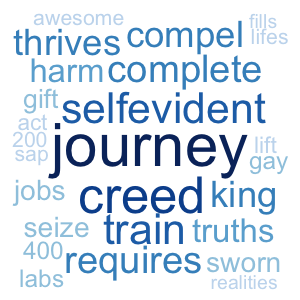 awesome fills
thrives compel lifes
harm complete
gift selfevident
act
200 journey lift
sap gay
jobs creed king
seize train truths
400 requires sworn
labs realities